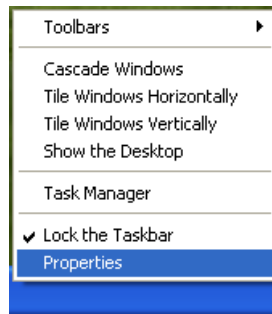 Toolbars
Cascade Windows
Tile Windows Horizontally
Tile Windows Vertically
Show the Desktop
Task Manager
Lock the Taskbar
Properties